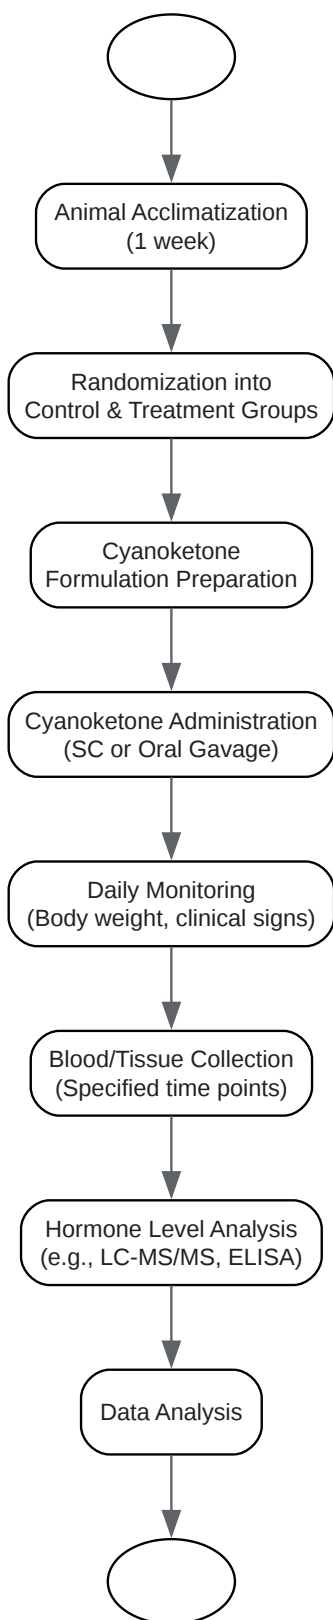 Animal Acclimatization
(1 week)
Randomization into
Control & Treatment Groups
Cyanoketone
Formulation Preparation
Cyanoketone Administration
(SC or Oral Gavage)
Daily Monitoring
(Body weight, clinical signs)
Blood/Tissue Collection
(Specified time points)
Hormone Level Analysis
(e.g., LC-MS/MS, ELISA)
Data Analysis